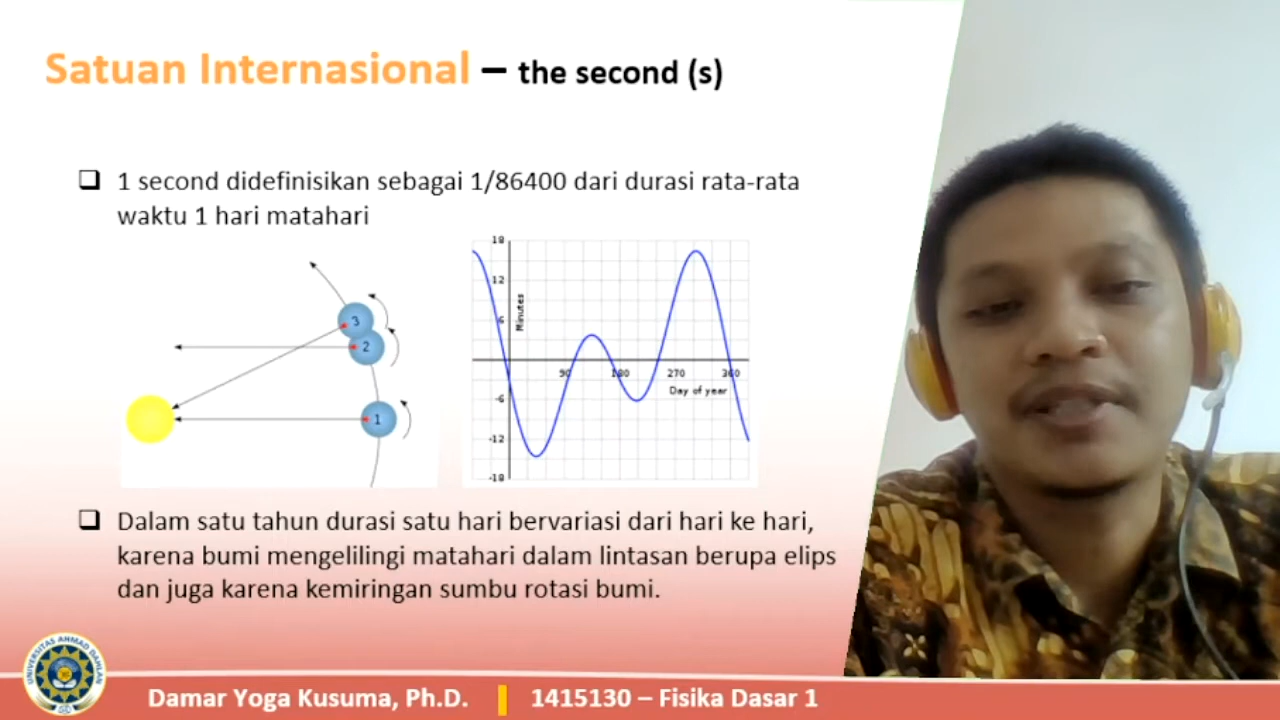 Satuan Internasional – the second (s)
❑ 1 second didefinisikan sebagai 1/86400 dari durasi rata-rata
waktu 1 hari matahari
3
2
1
18
12
6
-6
-12
-18
Minutes
90
180
270
360
Day of year
❑ Dalam satu tahun durasi satu hari bervariasi dari hari ke hari,
karena bumi mengelilingi matahari dalam lintasan berupa elips
dan juga karena kemiringan sumbu rotasi bumi.
UNIVERSITAS AHMAD DAHLAN
Damar Yoga Kusuma, Ph.D. | 1415130 – Fisika Dasar 1